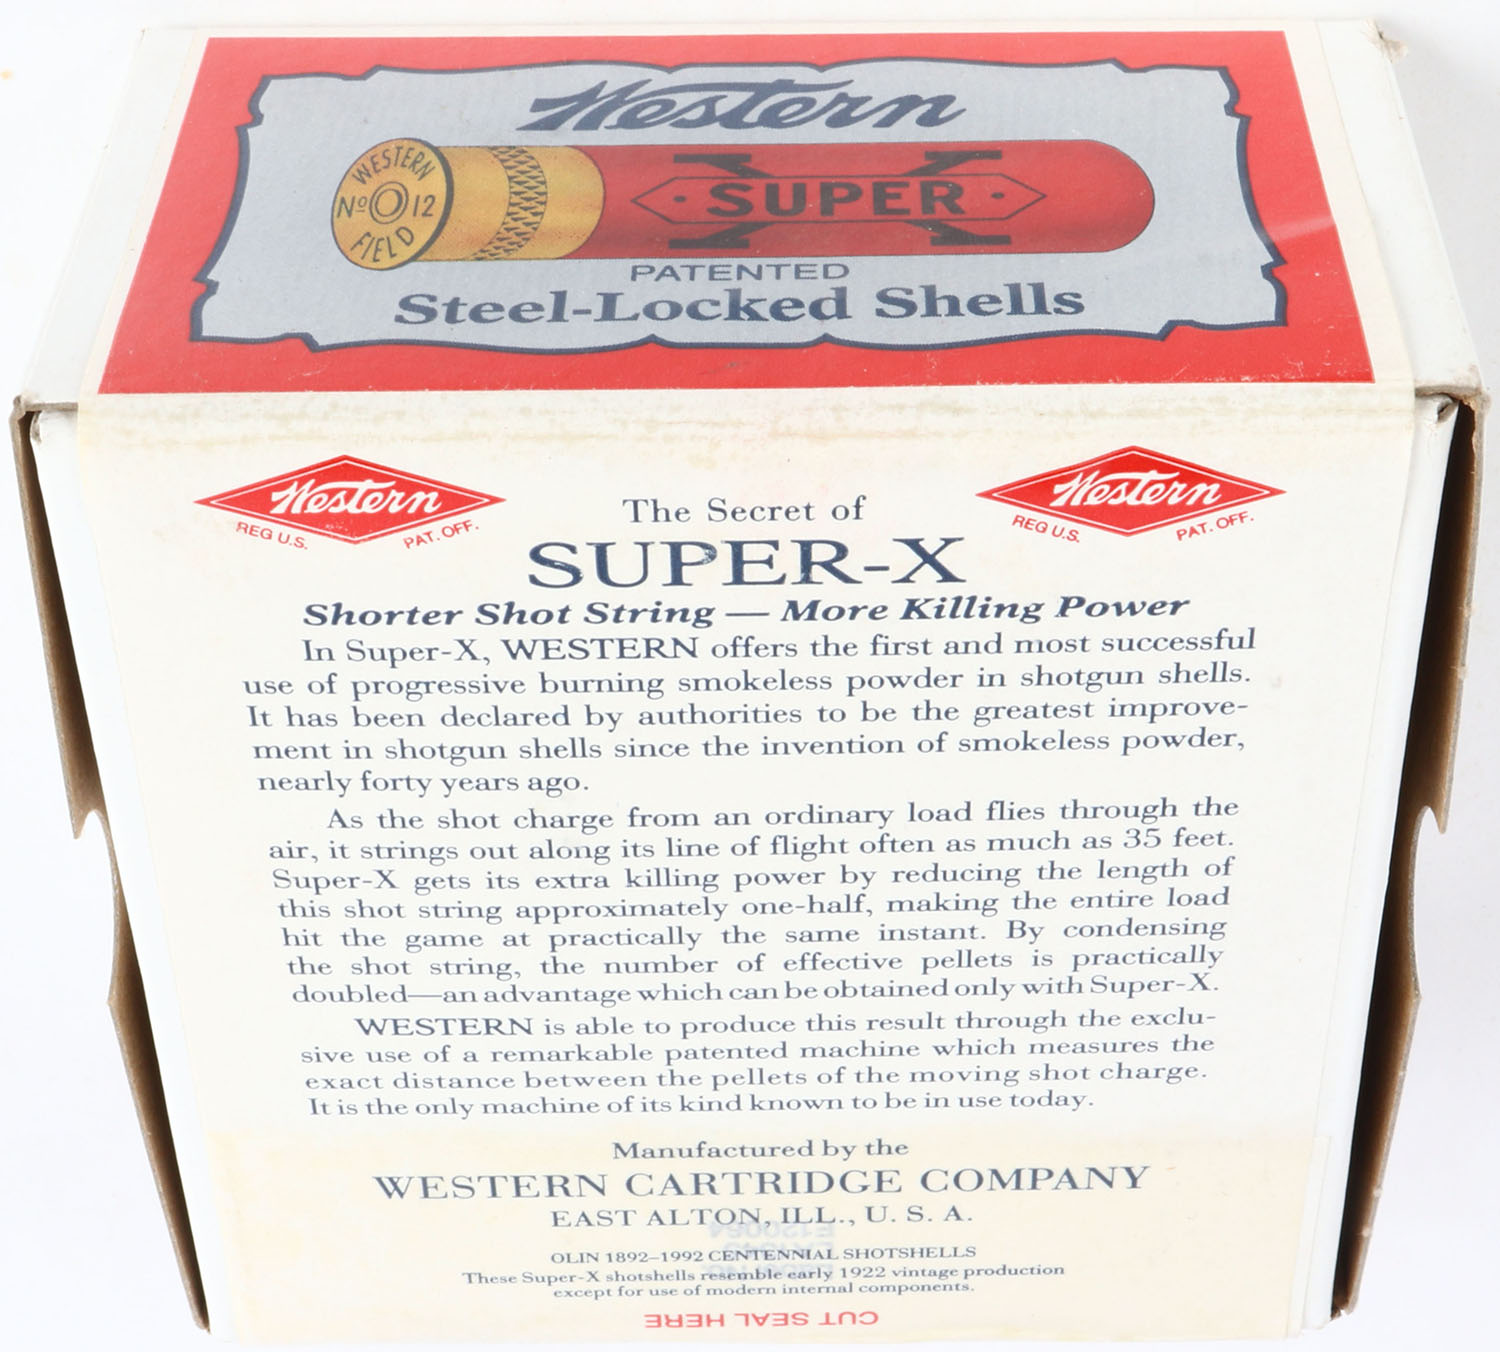 Western
WESTERN
No 12
FIELD
X
SUPER
PATENTED
Steel-Locked Shells
Western
REG U.S. PAT. OFF.
Western
REG U.S. PAT. OFF.
The Secret of
SUPER-X
Shorter Shot String — More Killing Power
In Super-X, WESTERN offers the first and most successful
use of progressive burning smokeless powder in shotgun shells.
It has been declared by authorities to be the greatest improve-
ment in shotgun shells since the invention of smokeless powder,
nearly forty years ago.
As the shot charge from an ordinary load flies through the
air, it strings out along its line of flight often as much as 35 feet.
Super-X gets its extra killing power by reducing the length of
this shot string approximately one-half, making the entire load
hit the game at practically the same instant. By condensing
the shot string, the number of effective pellets is practically
doubled—an advantage which can be obtained only with Super-X.
WESTERN is able to produce this result through the exclu-
sive use of a remarkable patented machine which measures the
exact distance between the pellets of the moving shot charge.
It is the only machine of its kind known to be in use today.
Manufactured by the
WESTERN CARTRIDGE COMPANY
EAST ALTON, ILL., U. S. A.
OLIN 1892–1992 CENTENNIAL SHOTSHELLS
These Super-X shotshells resemble early 1922 vintage production
except for use of modern internal components.
CUT SEAL HERE